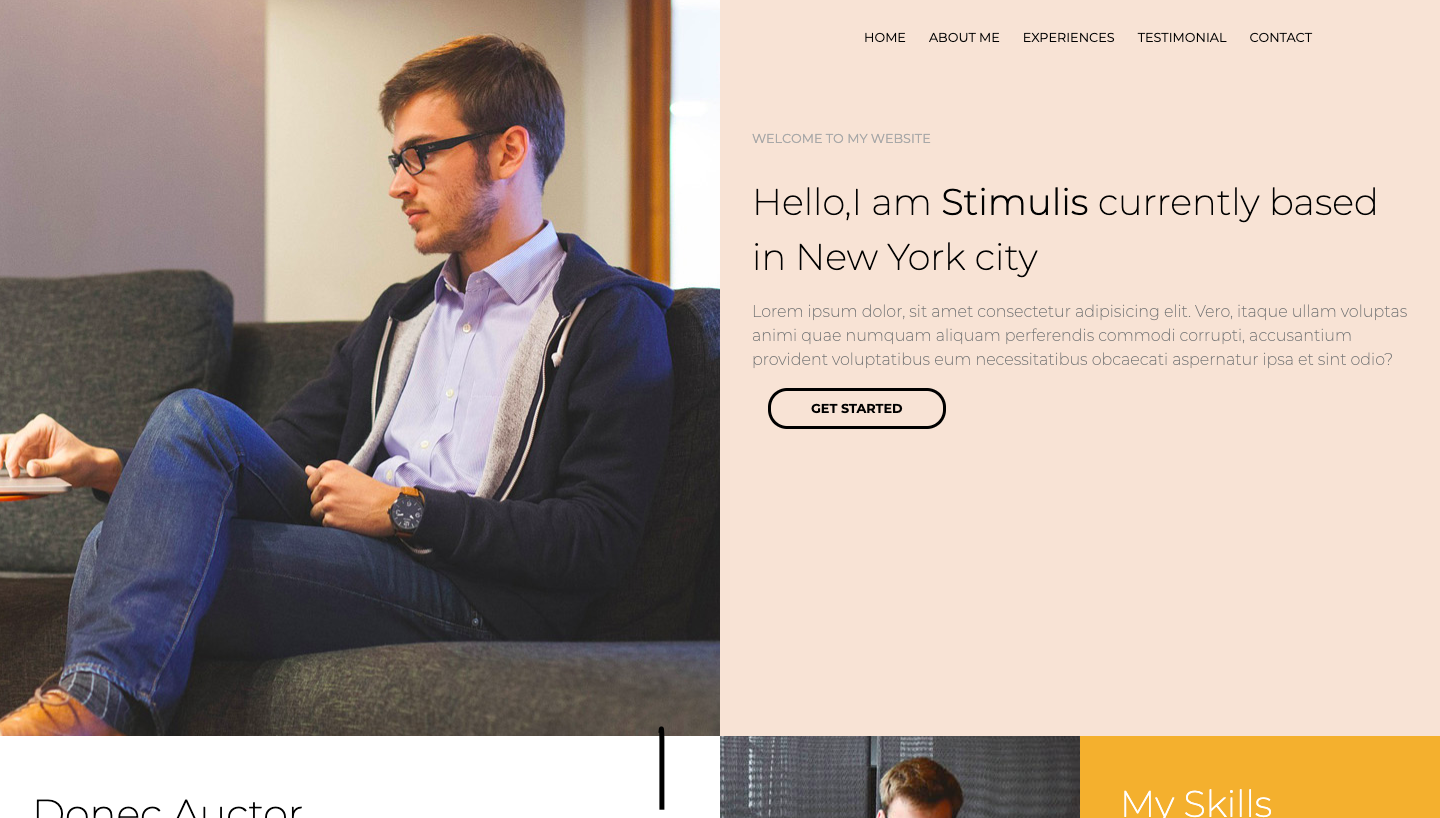 HOME ABOUT ME EXPERIENCES TESTIMONIAL CONTACT
WELCOME TO MY WEBSITE
Hello,I am Stimulis currently based
in New York city
Lorem ipsum dolor, sit amet consectetur adipisicing elit. Vero, itaque ullam voluptas
animi quae numquam aliquam perferendis commodi corrupti, accusantium
provident voluptatibus eum necessitatibus obcaecati aspernatur ipsa et sint odio?
GET STARTED
Donec Auctor
My Skills